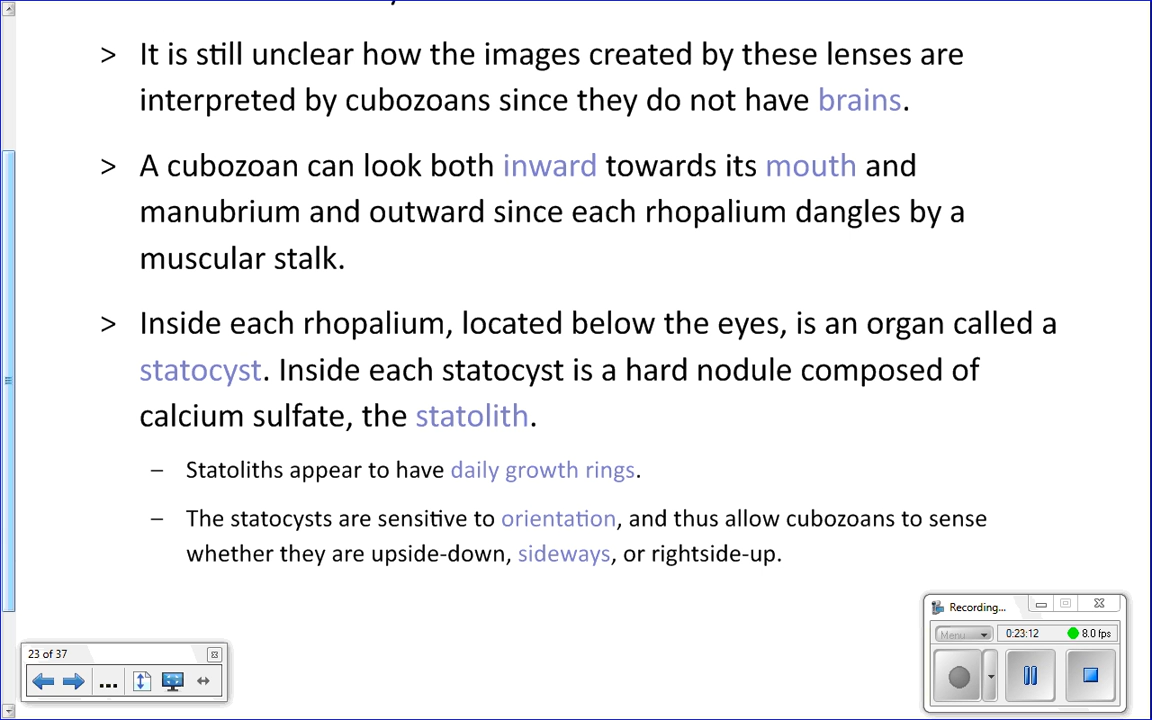 > It is still unclear how the images created by these lenses are
interpreted by cubozoans since they do not have brains.
> A cubozoan can look both inward towards its mouth and
manubrium and outward since each rhopalium dangles by a
muscular stalk.
> Inside each rhopalium, located below the eyes, is an organ called a
statocyst. Inside each statocyst is a hard nodule composed of
calcium sulfate, the statolith.
– Statoliths appear to have daily growth rings.
– The statocysts are sensitive to orientation, and thus allow cubozoans to sense
whether they are upside-down, sideways, or rightside-up.
Recording...
Menu 0:23:12 8.0 fps
23 of 37
...